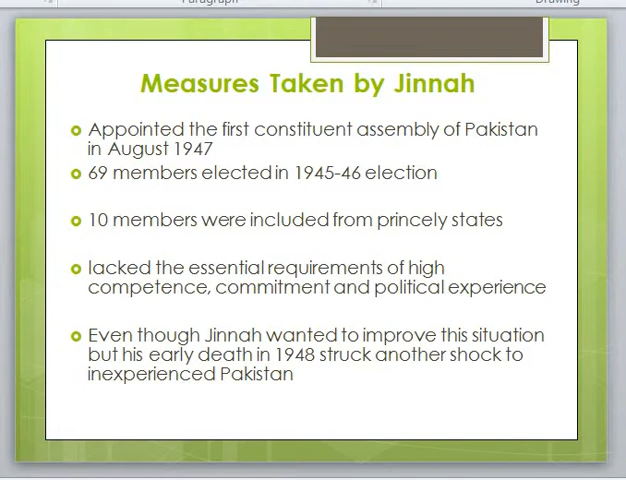 Paragraph
Drawing
Measures Taken by Jinnah
Appointed the first constituent assembly of Pakistan
in August 1947
69 members elected in 1945-46 election
10 members were included from princely states
lacked the essential requirements of high
competence, commitment and political experience
Even though Jinnah wanted to improve this situation
but his early death in 1948 struck another shock to
inexperienced Pakistan